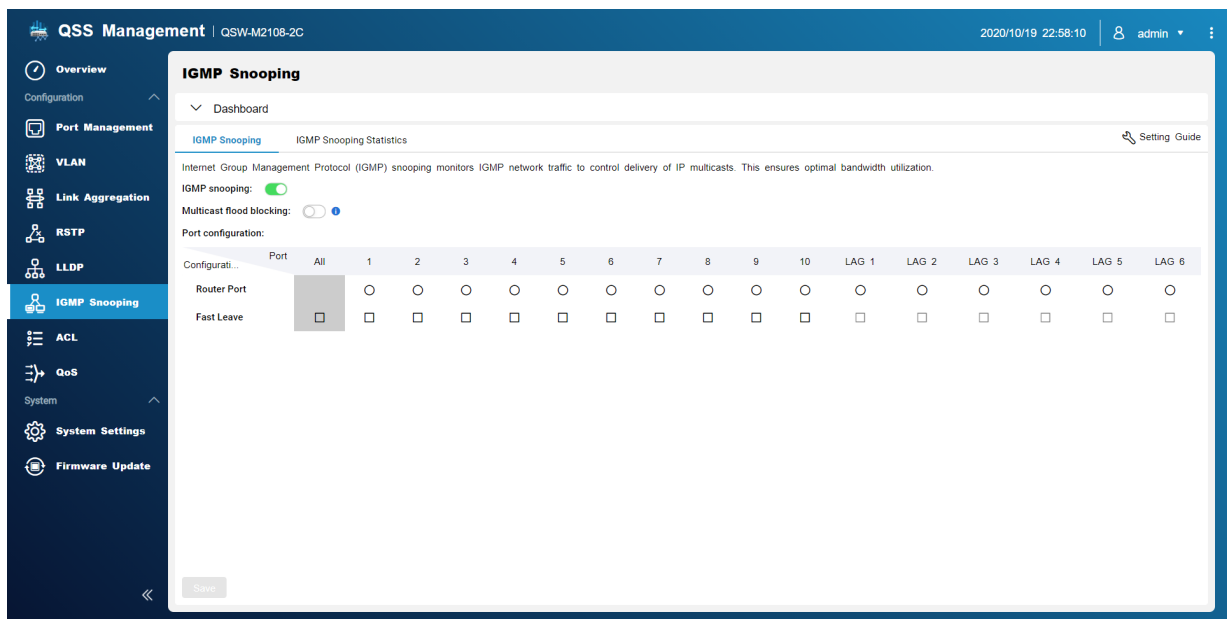 QSS Management | QSW-M2108-2C
2020/10/19 22:58:10
admin
Overview
Configuration
Port Management
VLAN
Link Aggregation
RSTP
LLDP
IGMP Snooping
ACL
QoS
System
System Settings
Firmware Update
IGMP Snooping
Dashboard
IGMP Snooping IGMP Snooping Statistics
Setting Guide
Internet Group Management Protocol (IGMP) snooping monitors IGMP network traffic to control delivery of IP multicasts. This ensures optimal bandwidth utilization.
IGMP snooping:
Multicast flood blocking:
Port configuration:
Port
Configurati... All 1 2 3 4 5 6 7 8 9 10 LAG 1 LAG 2 LAG 3 LAG 4 LAG 5 LAG 6
Router Port
Fast Leave
Save